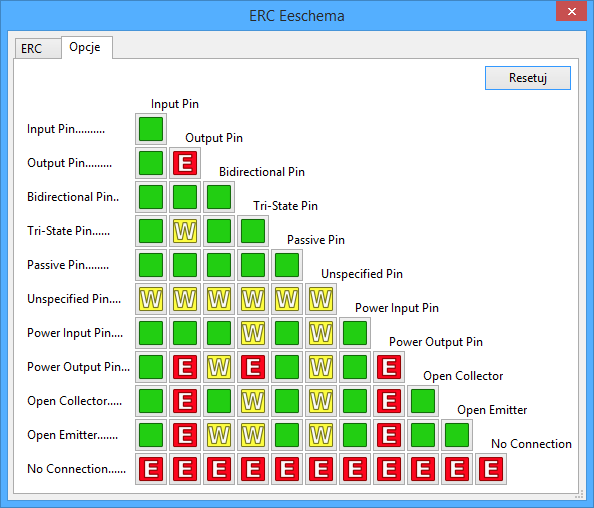 ERC Eeschema
ERC Opcje
Resetuj
Input Pin
Input Pin..........
Output Pin
Output Pin......... E
Bidirectional Pin
Bidirectional Pin..
Tri-State Pin
Tri-State Pin...... W
Passive Pin
Passive Pin........
Unspecified Pin
Unspecified Pin.... W W W W W W
Power Input Pin
Power Input Pin.... W W
Power Output Pin
Power Output Pin... E W E W E
Open Collector
Open Collector..... E W W E
Open Emitter
Open Emitter....... E W W W E
No Connection
No Connection...... E E E E E E E E E E E